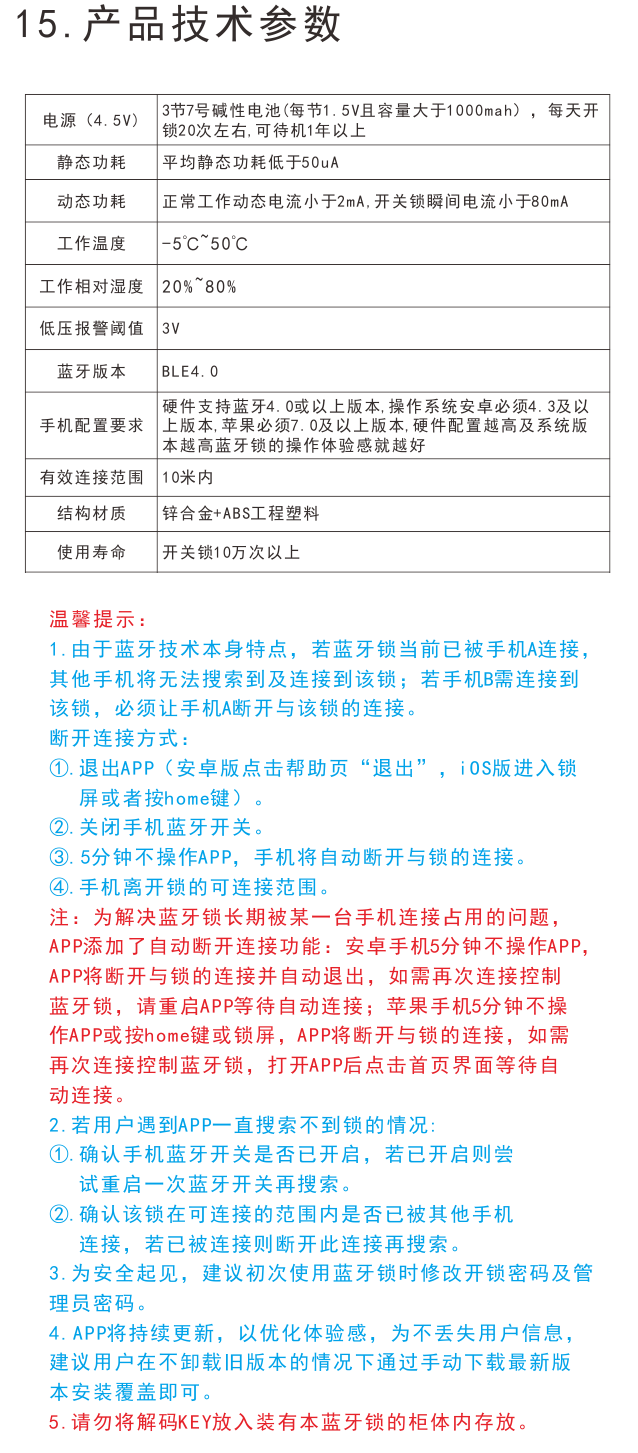 15.产品技术参数
电源（4.5V）
3节7号碱性电池(每节1.5V且容量大于1000mah），每天开
锁20次左右,可待机1年以上
静态功耗
平均静态功耗低于50uA
动态功耗
正常工作动态电流小于2mA,开关锁瞬间电流小于80mA
工作温度
-5℃~50℃
工作相对湿度
20%~80%
低压报警阈值
3V
蓝牙版本
BLE4.0
手机配置要求
硬件支持蓝牙4.0或以上版本,操作系统安卓必须4.3及以
上版本,苹果必须7.0及以上版本,硬件配置越高及系统版
本越高蓝牙锁的操作体验感就越好
有效连接范围
10米内
结构材质
锌合金+ABS工程塑料
使用寿命
开关锁10万次以上
温馨提示：
1.由于蓝牙技术本身特点，若蓝牙锁当前已被手机A连接，
其他手机将无法搜索到及连接到该锁；若手机B需连接到
该锁，必须让手机A断开与该锁的连接。
断开连接方式：
①.退出APP（安卓版点击帮助页“退出”，iOS版进入锁
屏或者按home键）。
②.关闭手机蓝牙开关。
③.5分钟不操作APP，手机将自动断开与锁的连接。
④.手机离开锁的可连接范围。
注：为解决蓝牙锁长期被某一台手机连接占用的问题，
APP添加了自动断开连接功能：安卓手机5分钟不操作APP，
APP将断开与锁的连接并自动退出，如需再次连接控制
蓝牙锁，请重启APP等待自动连接；苹果手机5分钟不操
作APP或按home键或锁屏，APP将断开与锁的连接，如需
再次连接控制蓝牙锁，打开APP后点击首页界面等待自
动连接。
2.若用户遇到APP一直搜索不到锁的情况:
①.确认手机蓝牙开关是否已开启，若已开启则尝
试重启一次蓝牙开关再搜索。
②.确认该锁在可连接的范围内是否已被其他手机
连接，若已被连接则断开此连接再搜索。
3.为安全起见，建议初次使用蓝牙锁时修改开锁密码及管
理员密码。
4.APP将持续更新，以优化体验感，为不丢失用户信息，
建议用户在不卸载旧版本的情况下通过手动下载最新版
本安装覆盖即可。
5.请勿将解码KEY放入装有本蓝牙锁的柜体内存放。